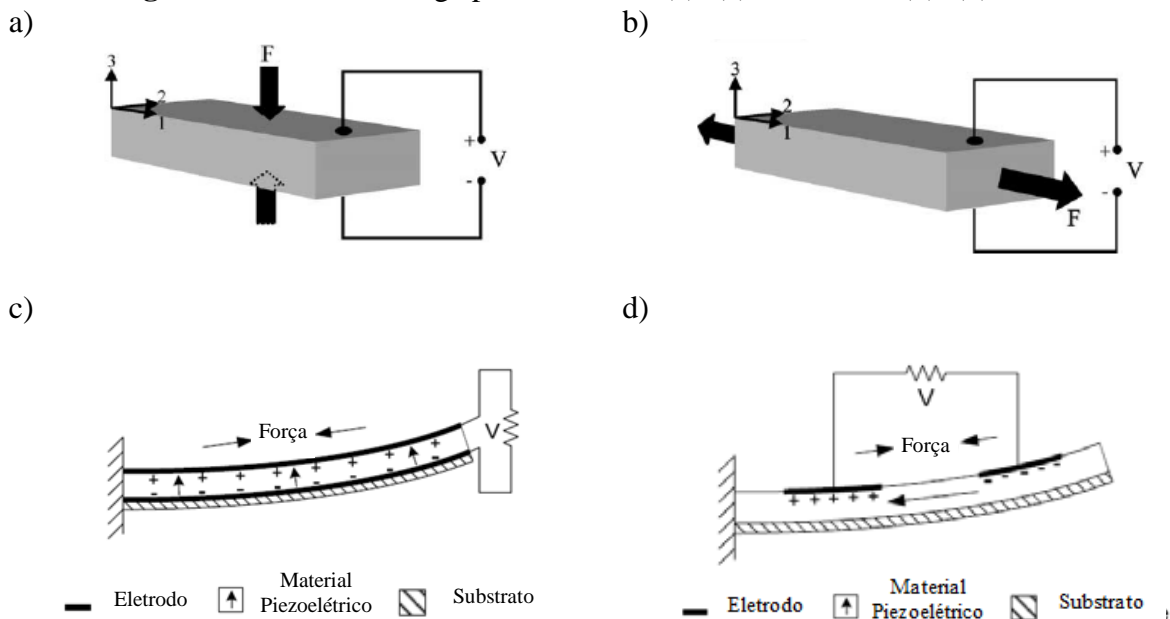 a)
b)
F
3
2
1
+
V
-
3
2
1
+
V
-
F
c)
d)
Força
V
+ + + + + + +
- - - - - - -
V
Força
+ + + + +
- - - - -
Eletrodo
Material
Piezoelétrico
Substrato
Eletrodo
Material
Piezoelétrico
Substrato